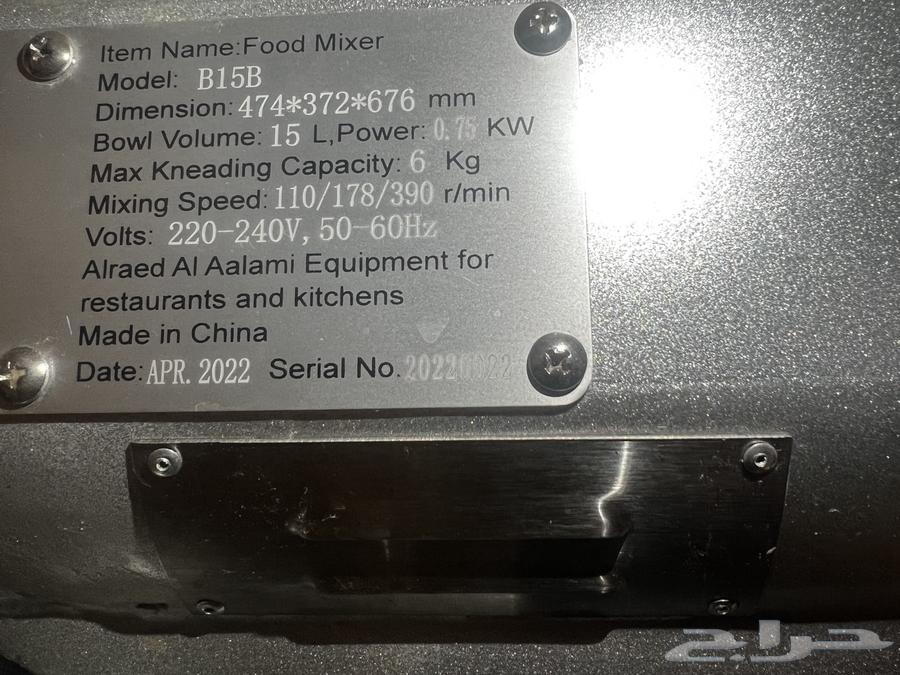 Item Name:Food Mixer
Model: B15B
Dimension:474*372*676 mm
Bowl Volume: 15 L,Power: 0.75 KW
Max Kneading Capacity: 6 Kg
Mixing Speed:110/178/390 r/min
Volts: 220-240V, 50-60Hz
Alraed Al Aalami Equipment for
restaurants and kitchens
Made in China
Date:APR. 2022 Serial No.
حراج